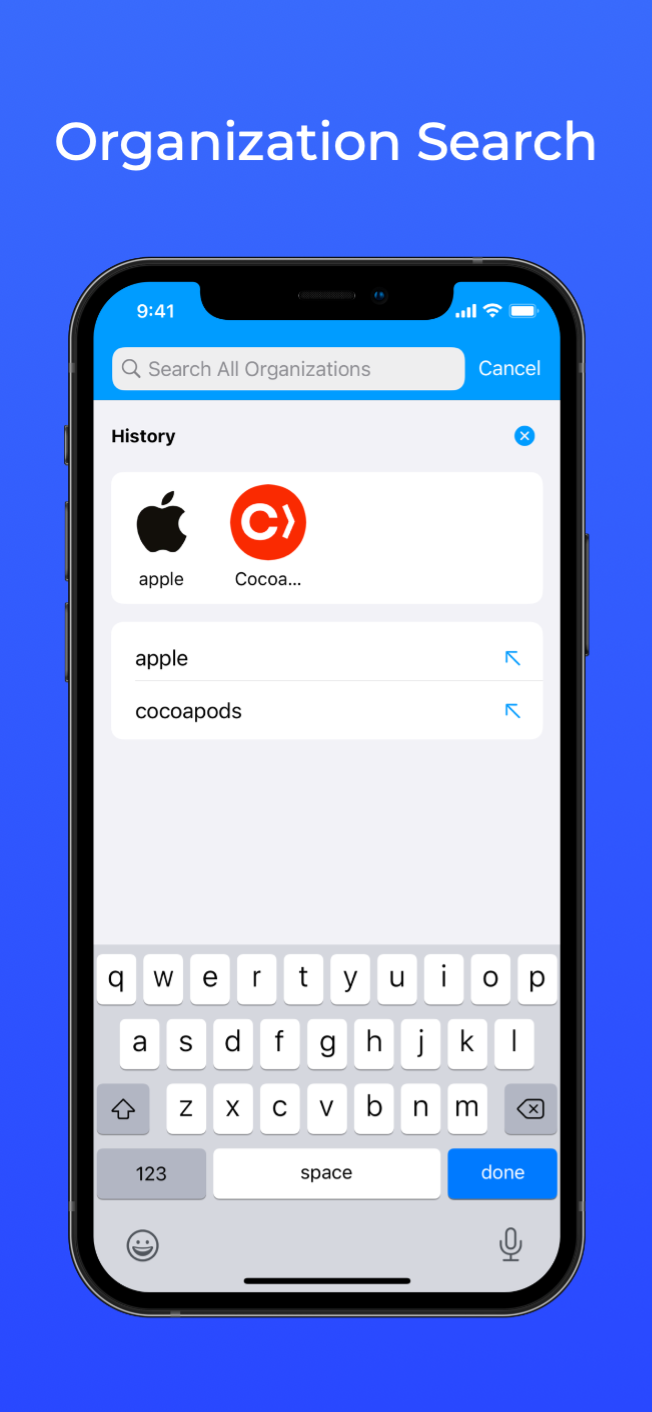 Organization Search
9:41
Search All Organizations
Cancel
History
apple
Cocoa...
apple
cocoapods
q w e r t y u i o p
a s d f g h j k l
z x c v b n m
123
space
done